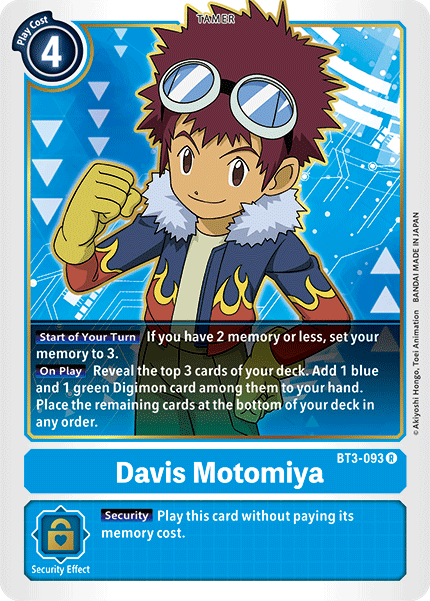 TAMER
Play Cost
4
Start of Your Turn If you have 2 memory or less, set your
memory to 3.
On Play Reveal the top 3 cards of your deck. Add 1 blue
and 1 green Digimon card among them to your hand.
Place the remaining cards at the bottom of your deck in
any order.
© Akiyoshi Hongo, Toei Animation BANDAI MADE IN JAPAN
BT3-093 R
Davis Motomiya
Security Play this card without paying its
memory cost.
Security Effect